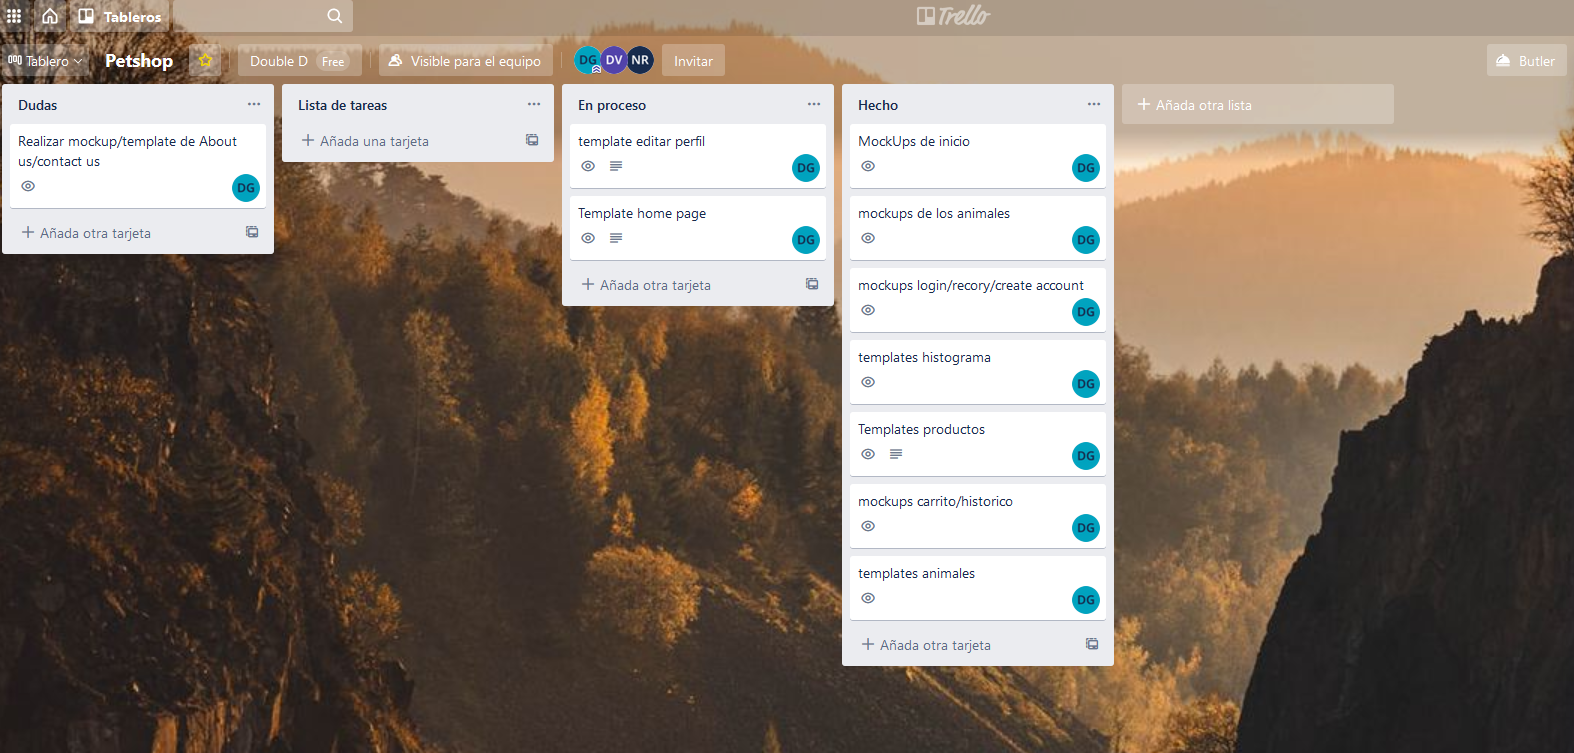 Tableros
Trello
Tablero
Petshop
Double D Free
Visible para el equipo
DG DV NR
Invitar
Butler
Dudas
Realizar mockup/template de About
us/contact us
DG
Añada otra tarjeta
Lista de tareas
Añada una tarjeta
En proceso
template editar perfil
DG
Template home page
DG
Añada otra tarjeta
Hecho
MockUps de inicio
DG
mockups de los animales
DG
mockups login/recory/create account
DG
templates histograma
DG
Templates productos
DG
mockups carrito/historico
DG
templates animales
DG
Añada otra tarjeta
Añada otra lista